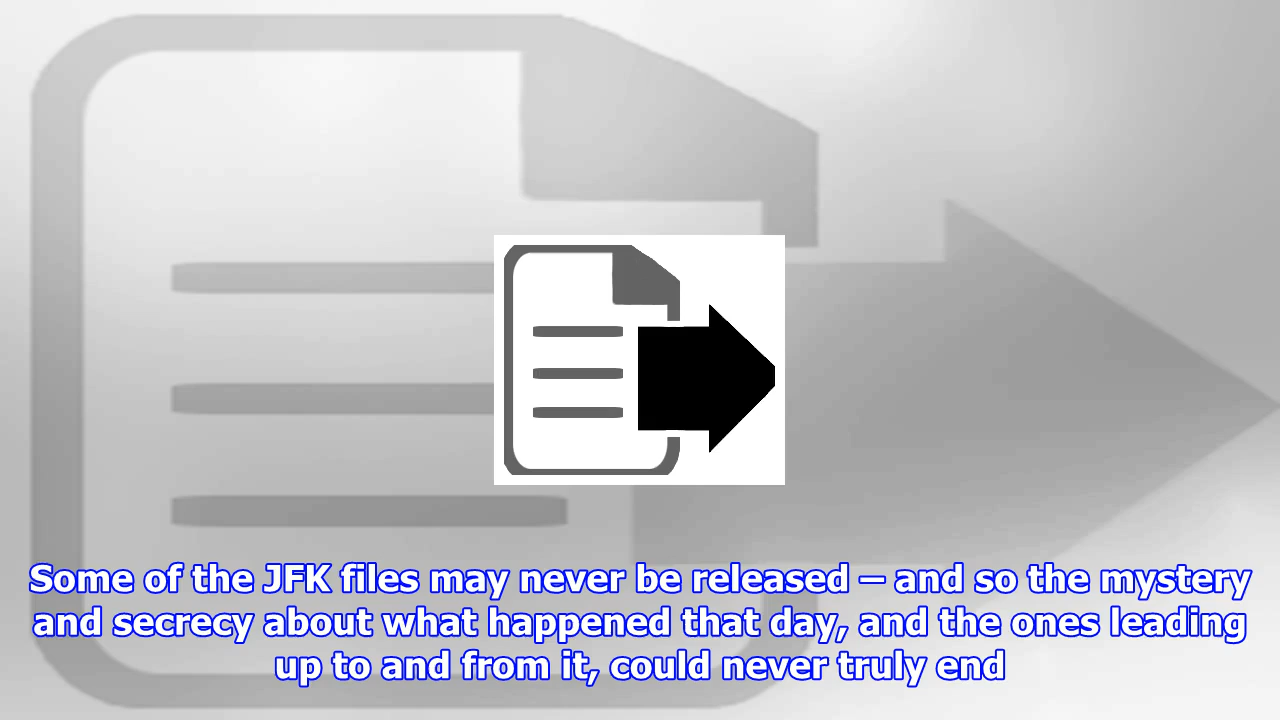 Some of the JFK files may never be released – and so the mystery
and secrecy about what happened that day, and the ones leading
up to and from it, could never truly end